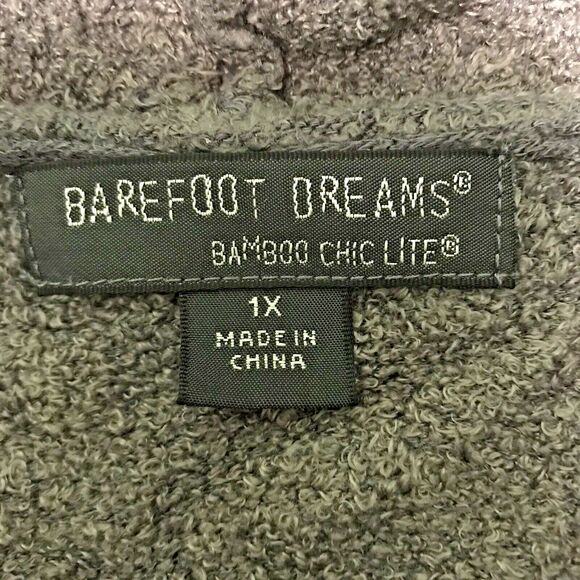 BAREFOOT DREAMS®
BAMBOO CHIC LITE®
1X
MADE IN
CHINA